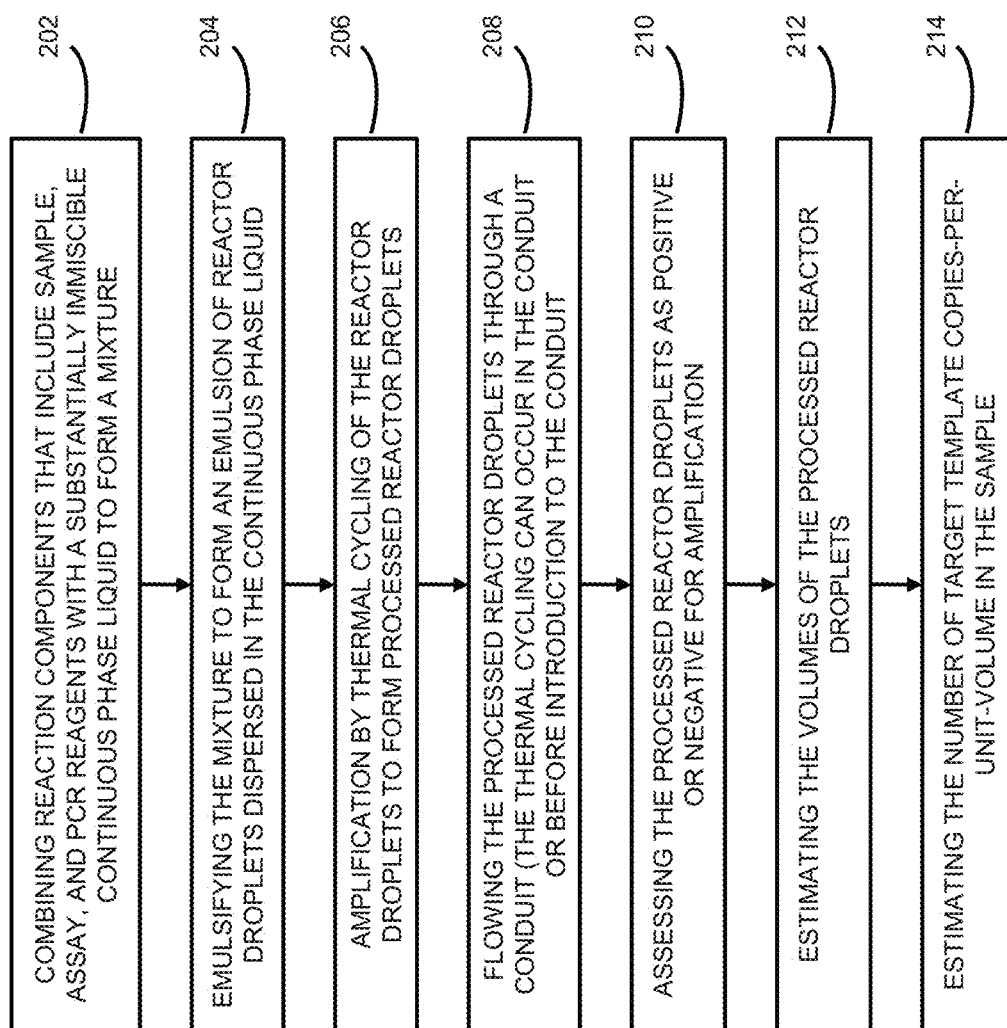 COMBINING REACTION COMPONENTS THAT INCLUDE SAMPLE,
ASSAY, AND PCR REAGENTS WITH A SUBSTANTIALLY IMMISCIBLE
CONTINUOUS PHASE LIQUID TO FORM A MIXTURE
202
EMULSIFYING THE MIXTURE TO FORM AN EMULSION OF REACTOR
DROPLETS DISPERSED IN THE CONTINUOUS PHASE LIQUID
204
AMPLIFICATION BY THERMAL CYCLING OF THE REACTOR
DROPLETS TO FORM PROCESSED REACTOR DROPLETS
206
FLOWING THE PROCESSED REACTOR DROPLETS THROUGH A
CONDUIT (THE THERMAL CYCLING CAN OCCUR IN THE CONDUIT
OR BEFORE INTRODUCTION TO THE CONDUIT
208
ASSESSING THE PROCESSED REACTOR DROPLETS AS POSITIVE
OR NEGATIVE FOR AMPLIFICATION
210
ESTIMATING THE VOLUMES OF THE PROCESSED REACTOR
DROPLETS
212
ESTIMATING THE NUMBER OF TARGET TEMPLATE COPIES-PER-
UNIT-VOLUME IN THE SAMPLE
214